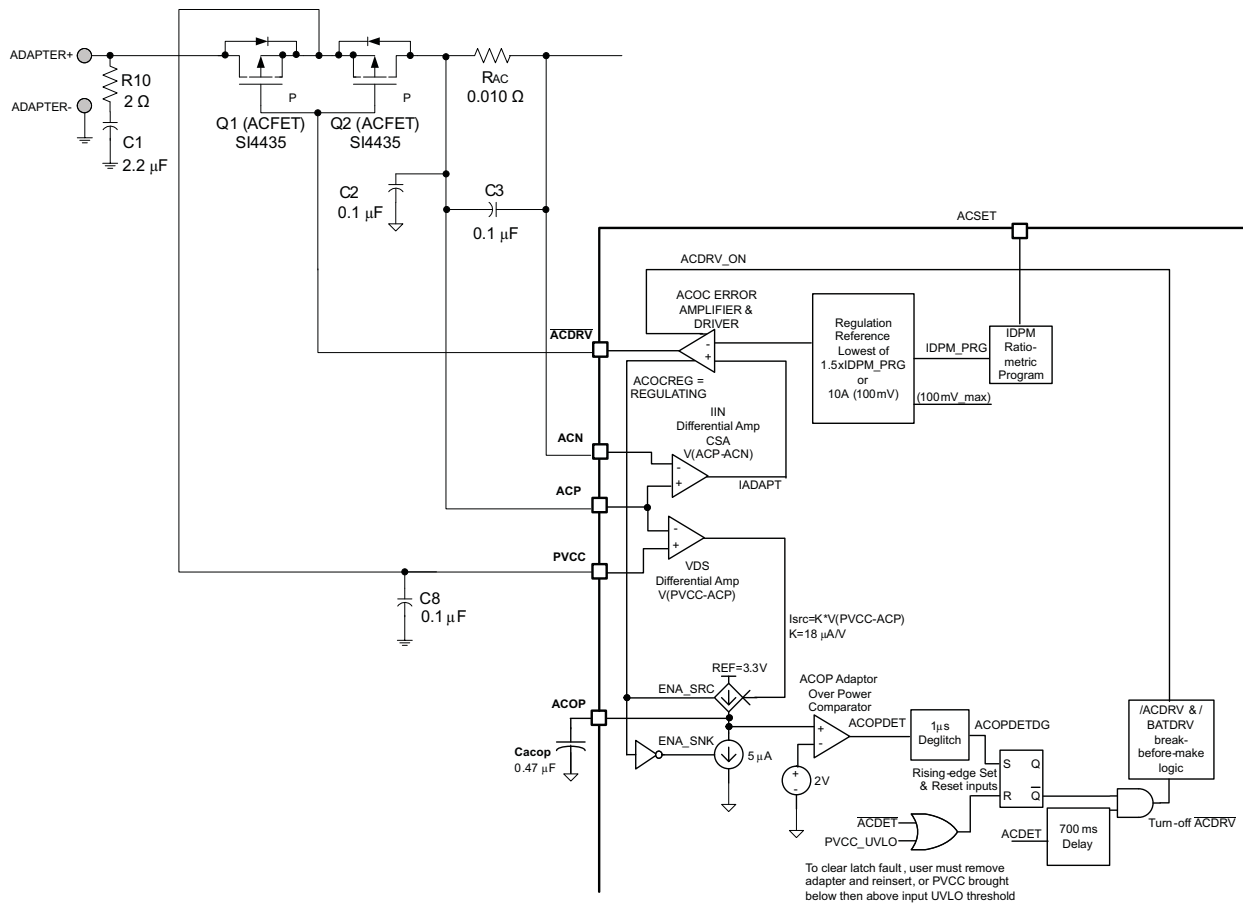 ADAPTER+
R10
2 Ω
ADAPTER-
C1
2.2 µF
P
P
Q1 (ACFET)
SI4435
Q2 (ACFET)
SI4435
RAC
0.010 Ω
C2
0.1 µF
C3
0.1 µF
ACSET
ACDRV_ON
ACOC ERROR
AMPLIFIER &
DRIVER
ACDRV
-
+
Regulation
Reference
Lowest of
1.5xIDPM_PRG
or
10A (100mV)
IDPM_PRG
IDPM
Ratio-
metric
Program
(100mV_max)
ACOCREG =
REGULATING
IIN
Differential Amp
CSA
V(ACP-ACN)
ACN
-
+
IADAPT
ACP
-
+
PVCC
VDS
Differential Amp
V(PVCC-ACP)
C8
0.1 µF
Isrc=K*V(PVCC-ACP)
K=18 µA/V
REF=3.3V
ENA_SRC
ACOP
Cacop
0.47 µF
ENA_SNK
5 µA
ACOP Adaptor
Over Power
Comparator
+
-
ACOPDET
+
-
2V
1µs
Deglitch
ACOPDETDG
Rising-edge Set
& Reset inputs
S Q
R Q
/ACDRV & /
BATDRV
break-
before-make
logic
ACDET
PVCC_UVLO
ACDET
700 ms
Delay
Turn-off ACDRV
To clear latch fault, user must remove
adapter and reinsert, or PVCC brought
below then above input UVLO threshold